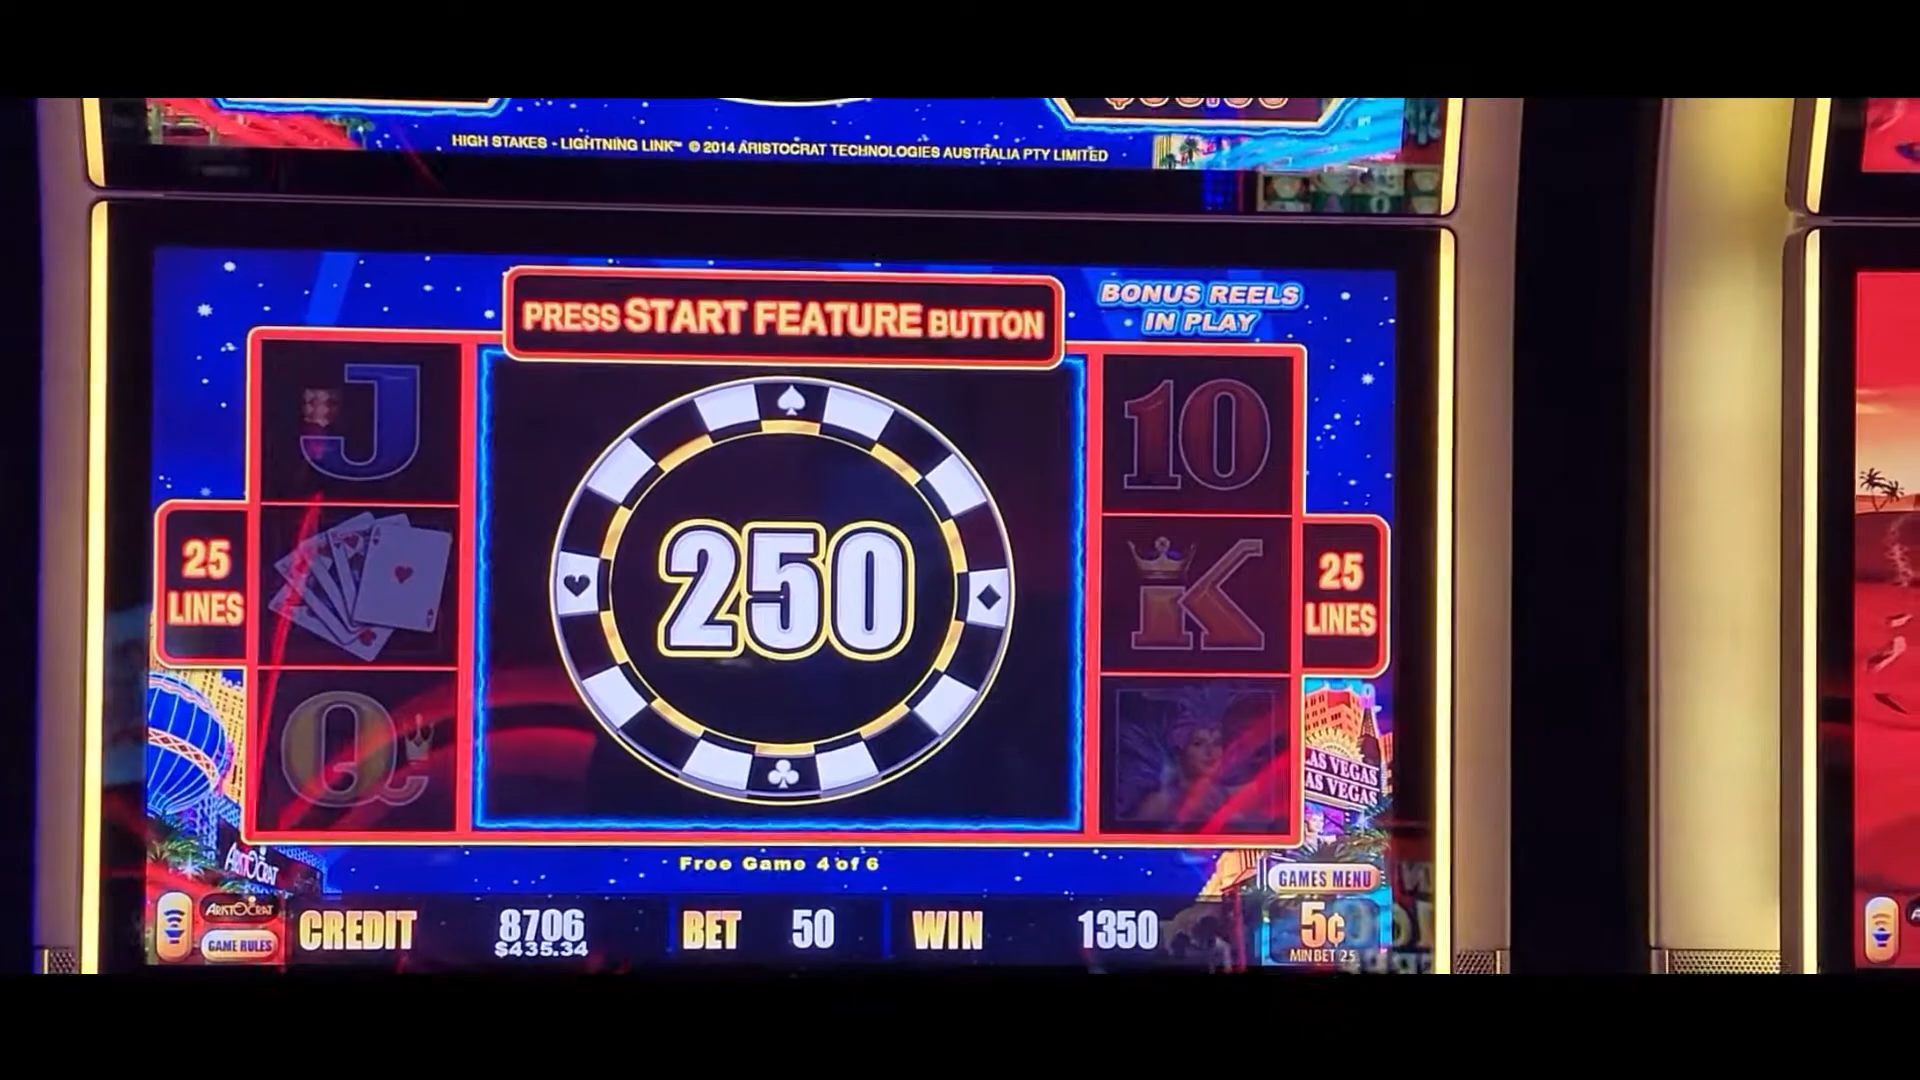 HIGH STAKES - LIGHTNING LINK™ © 2014 ARISTOCRAT TECHNOLOGIES AUSTRALIA PTY LIMITED
PRESS START FEATURE BUTTON
BONUS REELS
IN PLAY
J
10
25
LINES
250
K
25
LINES
Q
LAS VEGAS
LAS VEGAS
ARISTOCRAT
Free Game 4 of 6
GAMES MENU
ARISTOCRAT
GAME RULES
CREDIT
8706
$435.34
BET
50
WIN
1350
5¢
MIN BET 25